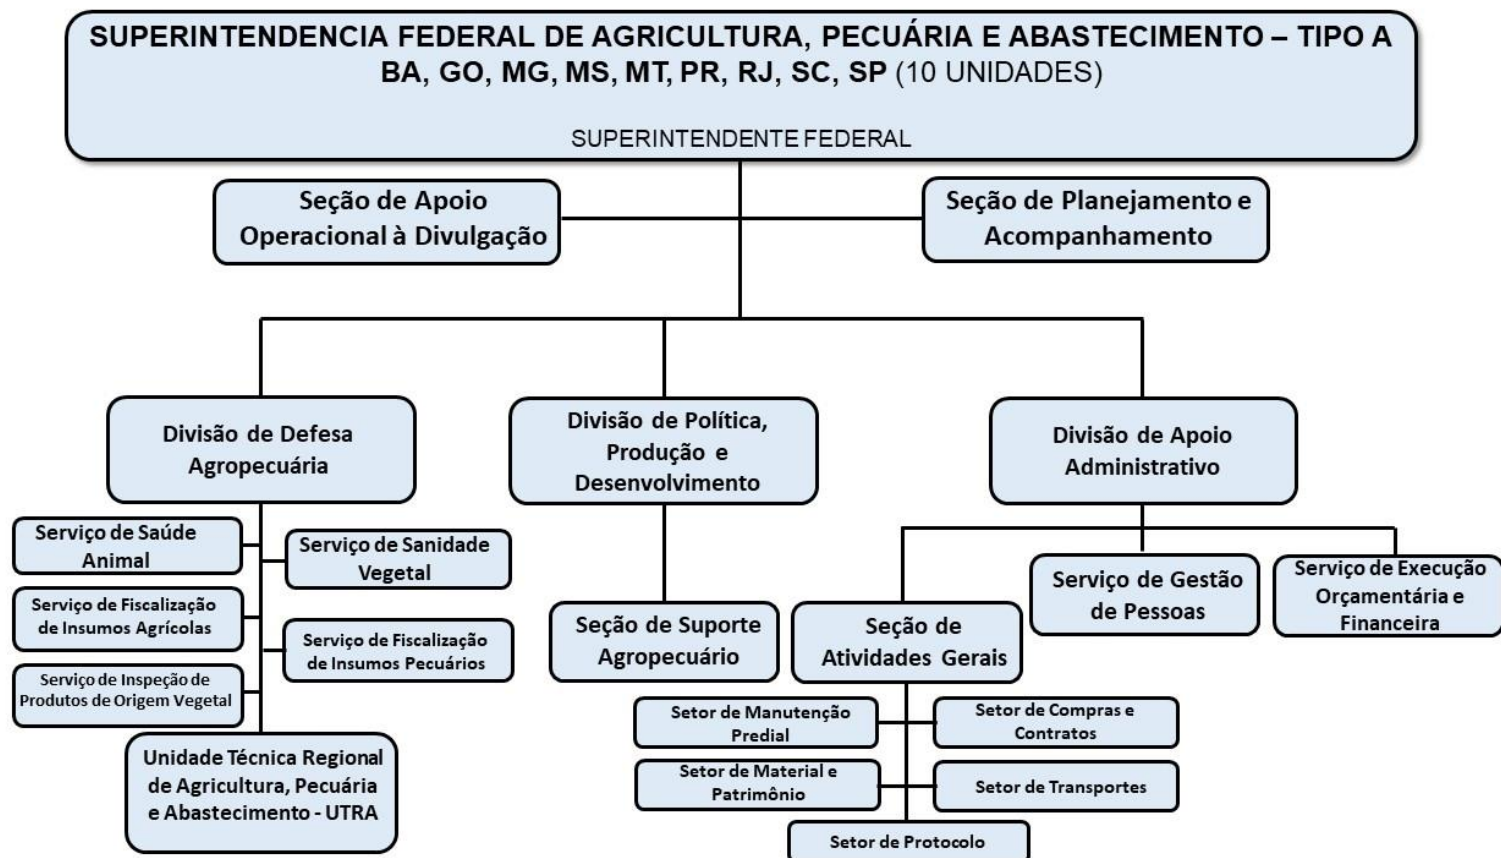 SUPERINTENDENCIA FEDERAL DE AGRICULTURA, PECUÁRIA E ABASTECIMENTO – TIPO A
BA, GO, MG, MS, MT, PR, RJ, SC, SP (10 UNIDADES)
SUPERINTENDENTE FEDERAL
Seção de Apoio
Operacional à Divulgação
Seção de Planejamento e
Acompanhamento
Divisão de Defesa
Agropecuária
Divisão de Política,
Produção e
Desenvolvimento
Divisão de Apoio
Administrativo
Serviço de Saúde
Animal
Serviço de Sanidade
Vegetal
Serviço de Fiscalização
de Insumos Agrícolas
Serviço de Fiscalização
de Insumos Pecuários
Serviço de Inspeção de
Produtos de Origem Vegetal
Unidade Técnica Regional
de Agricultura, Pecuária
e Abastecimento - UTRA
Seção de Suporte
Agropecuário
Seção de
Atividades Gerais
Serviço de Gestão
de Pessoas
Serviço de Execução
Orçamentária e
Financeira
Setor de Manutenção
Predial
Setor de Compras e
Contratos
Setor de Material e
Patrimônio
Setor de Transportes
Setor de Protocolo